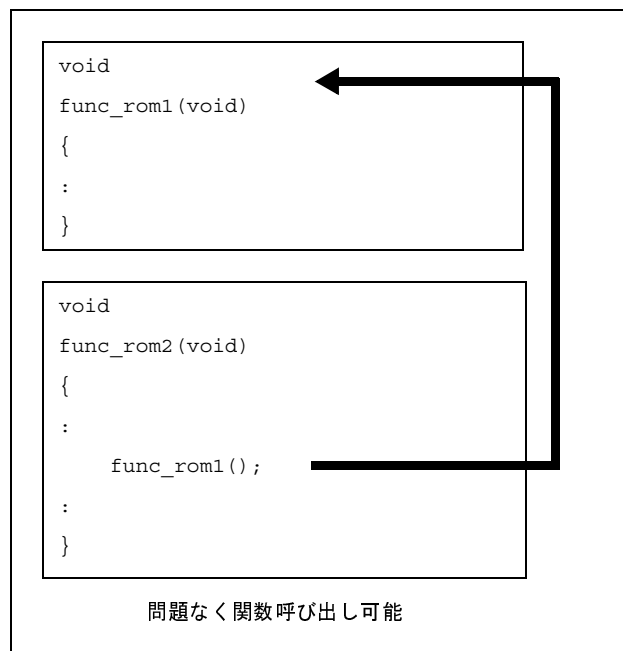 void
func_rom1(void)
{
:
}
void
func_rom2(void)
{
:
func_rom1();
:
}
問題なく関数呼び出し可能